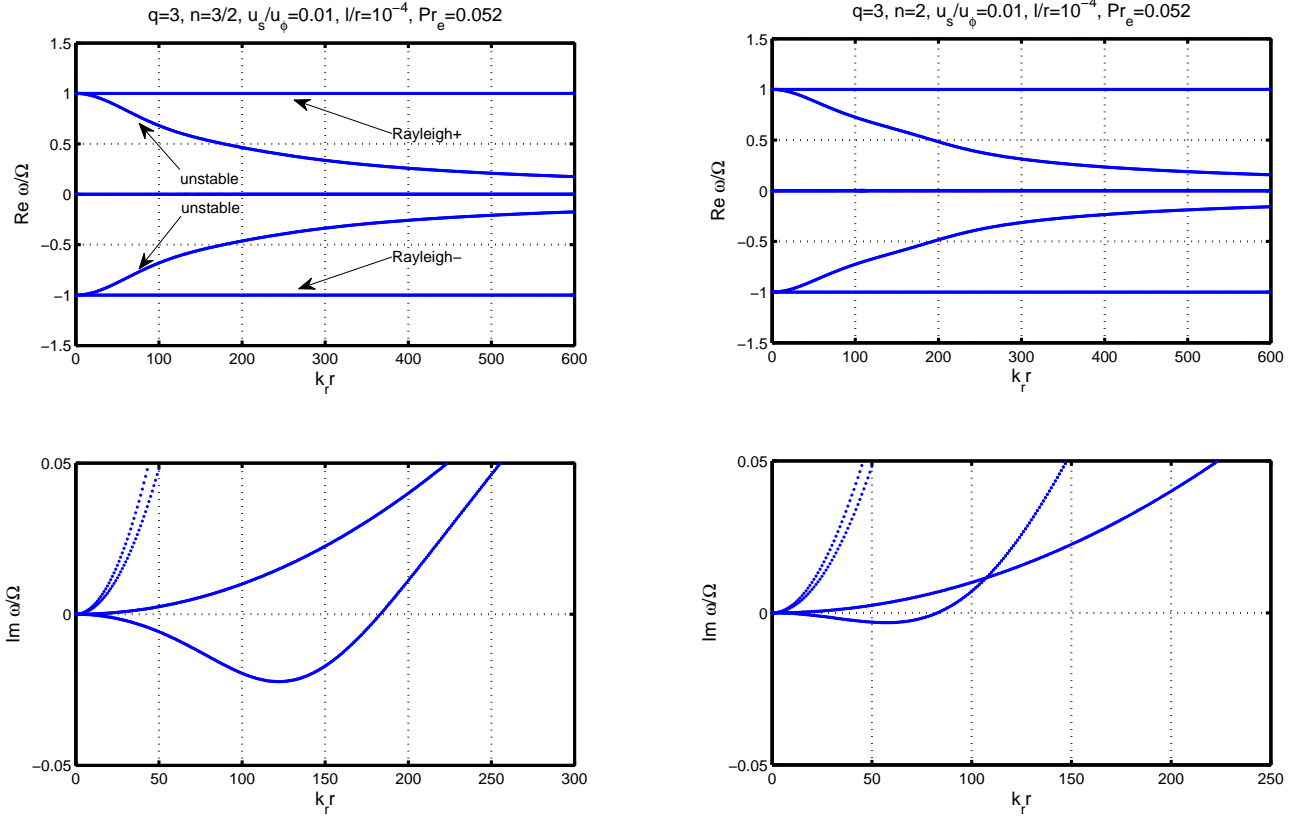 q=3, n=3/2, u_s/u_ϕ=0.01, l/r=10^−4, Pr_e=0.052
1.5
1
0.5
0
−0.5
−1
−1.5
Re ω/Ω
Rayleigh+
unstable
unstable
Rayleigh−
0 100 200 300 400 500 600
k_r r
q=3, n=2, u_s/u_ϕ=0.01, l/r=10^−4, Pr_e=0.052
1.5
1
0.5
0
−0.5
−1
−1.5
Re ω/Ω
0 100 200 300 400 500 600
k_r r
0.05
0
−0.05
Im ω/Ω
0 50 100 150 200 250 300
k_r r
0.05
0
−0.05
Im ω/Ω
0 50 100 150 200 250
k_r r